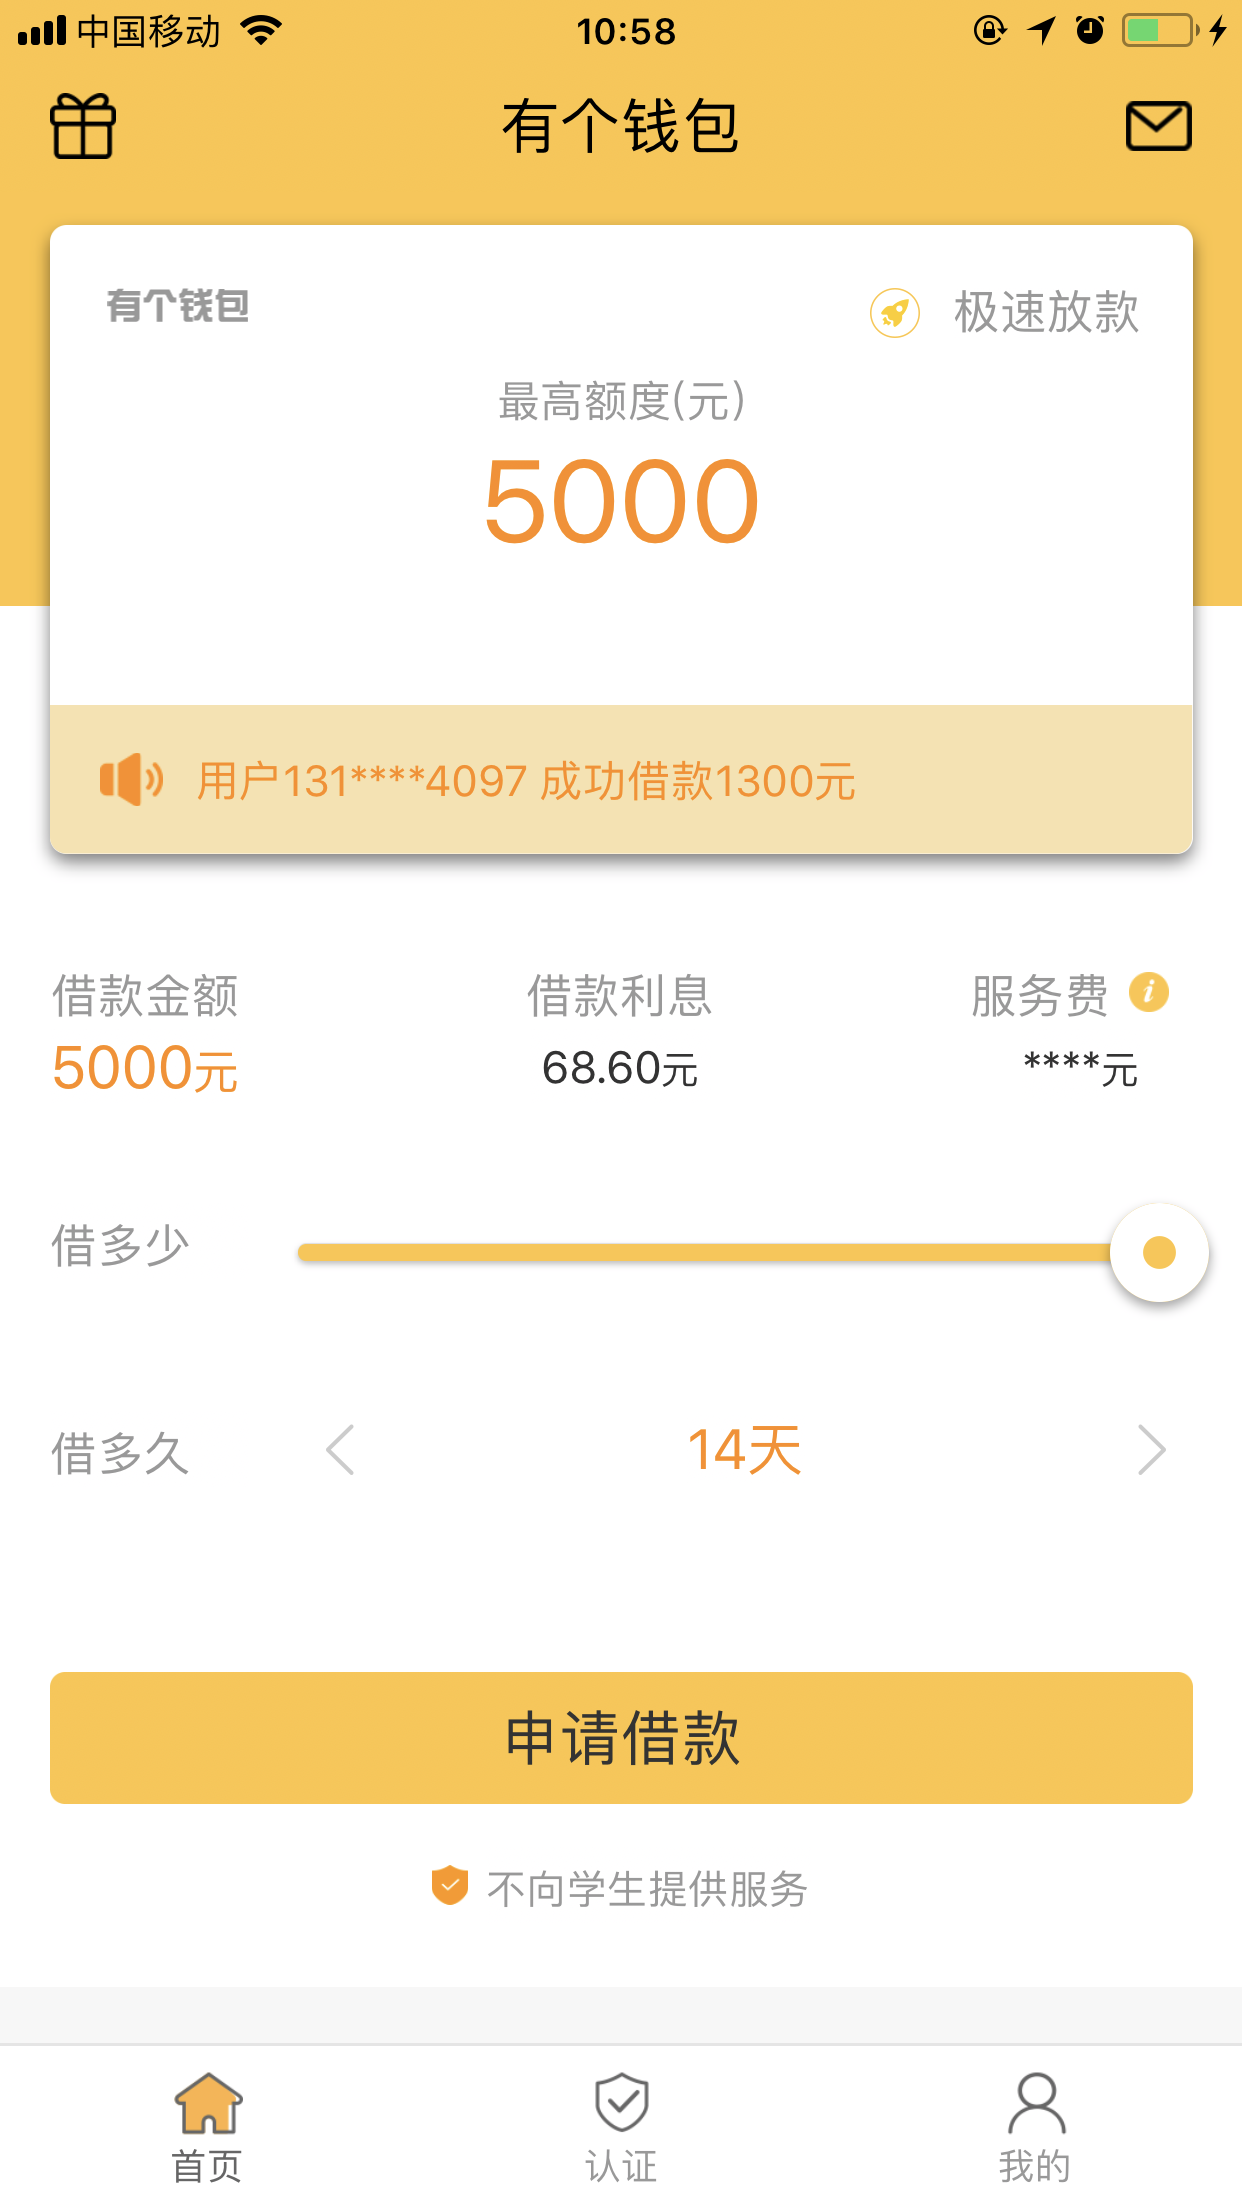 中国移动 10:58
有个钱包
有个钱包 极速放款
最高额度(元)
5000
用户131****4097 成功借款1300元
借款金额 借款利息 服务费 i
5000元 68.60元 ****元
借多少
借多久 14天
申请借款
不向学生提供服务
首页 认证 我的